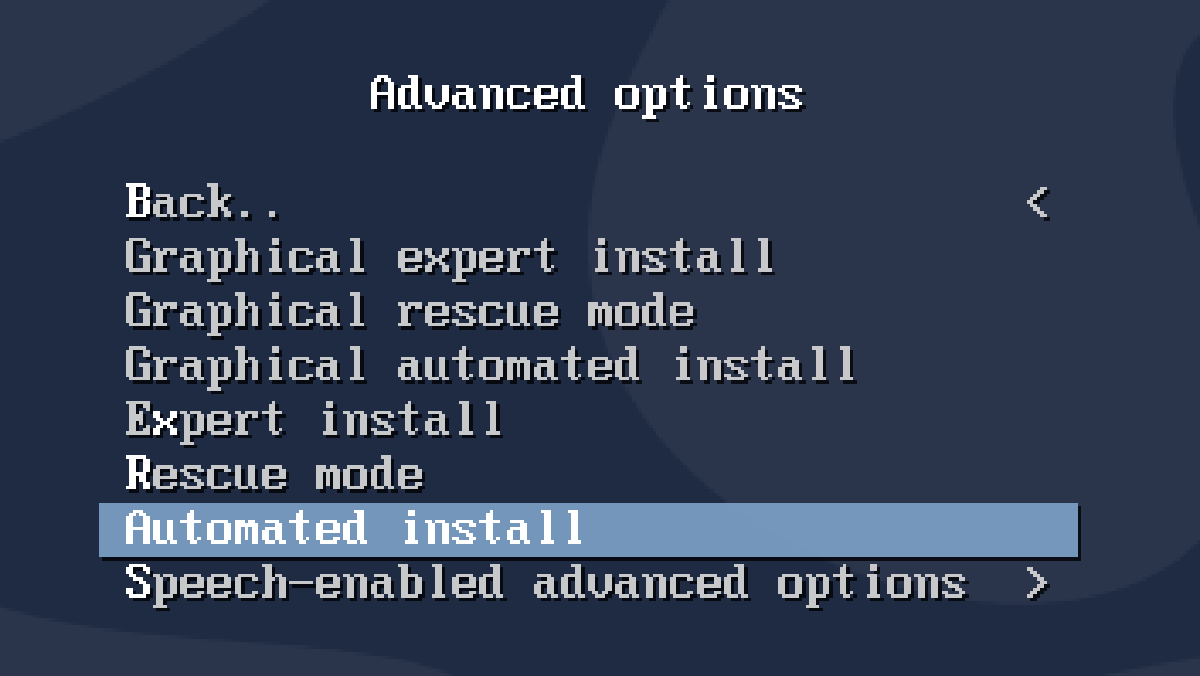 Advanced options
Back.. <
Graphical expert install
Graphical rescue mode
Graphical automated install
Expert install
Rescue mode
Automated install
Speech-enabled advanced options >